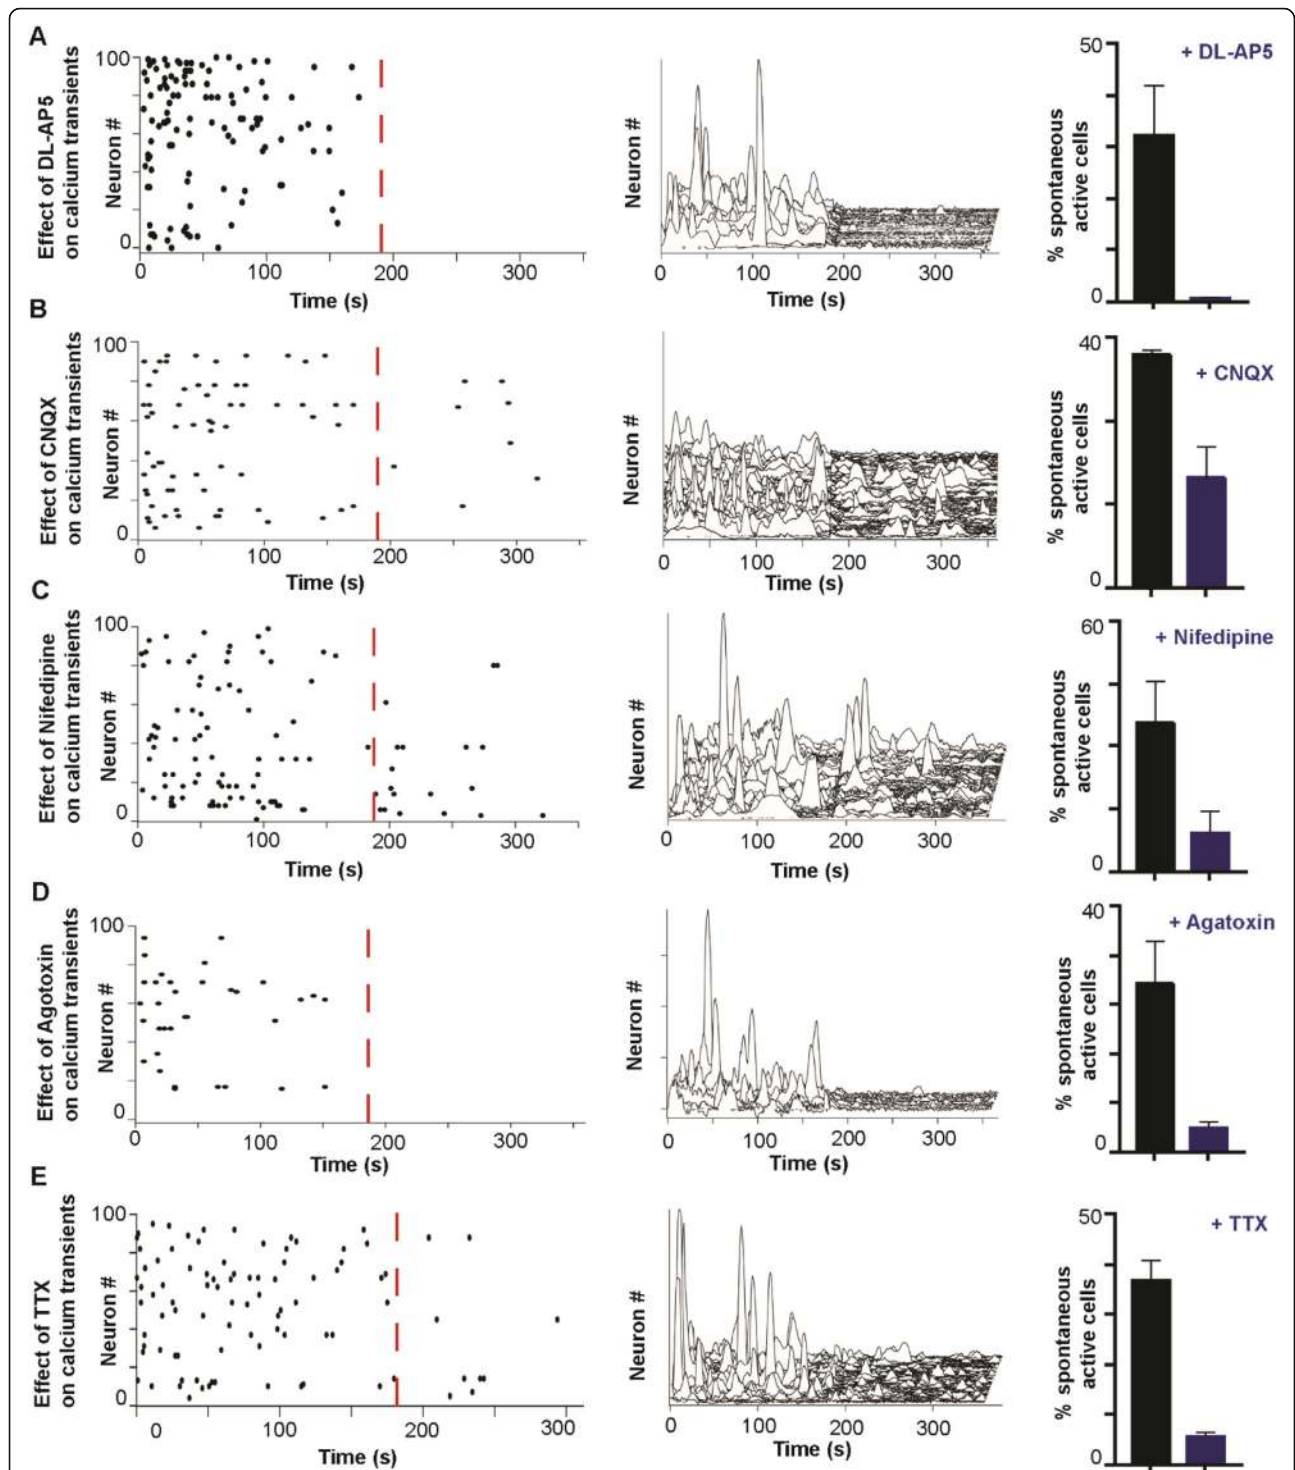 A
Effect of DL-AP5
on calcium transients
Neuron #
100
0
0 100 200 300
Time (s)
Neuron #
0 100 200 300
Time (s)
% spontaneous
active cells
50
0
+ DL-AP5
B
Effect of CNQX
on calcium transients
Neuron #
100
0
0 100 200 300
Time (s)
Neuron #
0 100 200 300
Time (s)
% spontaneous
active cells
40
0
+ CNQX
C
Effect of Nifedipine
on calcium transients
Neuron #
100
0
0 100 200 300
Time (s)
Neuron #
0 100 200 300
Time (s)
% spontaneous
active cells
60
0
+ Nifedipine
D
Effect of Agotoxin
on calcium transients
Neuron #
100
0
0 100 200 300
Time (s)
Neuron #
0 100 200 300
Time (s)
% spontaneous
active cells
40
0
+ Agatoxin
E
Effect of TTX
on calcium transients
Neuron #
100
0
0 100 200 300
Time (s)
Neuron #
0 100 200 300
Time (s)
% spontaneous
active cells
50
0
+ TTX